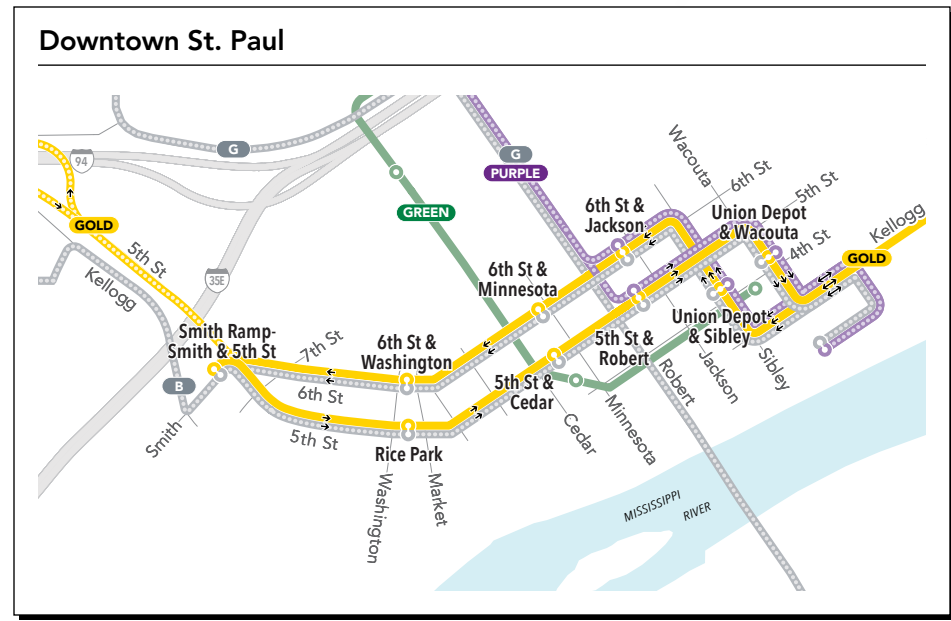 Downtown St. Paul
94
G
GOLD
5th St
Kellogg
35E
GREEN
G
PURPLE
Wacouta
6th St
5th St
4th St
Kellogg
GOLD
6th St &
Jackson
Union Depot
& Wacouta
6th St &
Minnesota
Smith Ramp-
Smith & 5th St
7th St
6th St &
Washington
6th St
5th St
B
Smith
Rice Park
5th St &
Cedar
5th St &
Robert
Union Depot
& Sibley
Washington
Market
Cedar
Minnesota
Robert
Jackson
Sibley
MISSISSIPPI
RIVER